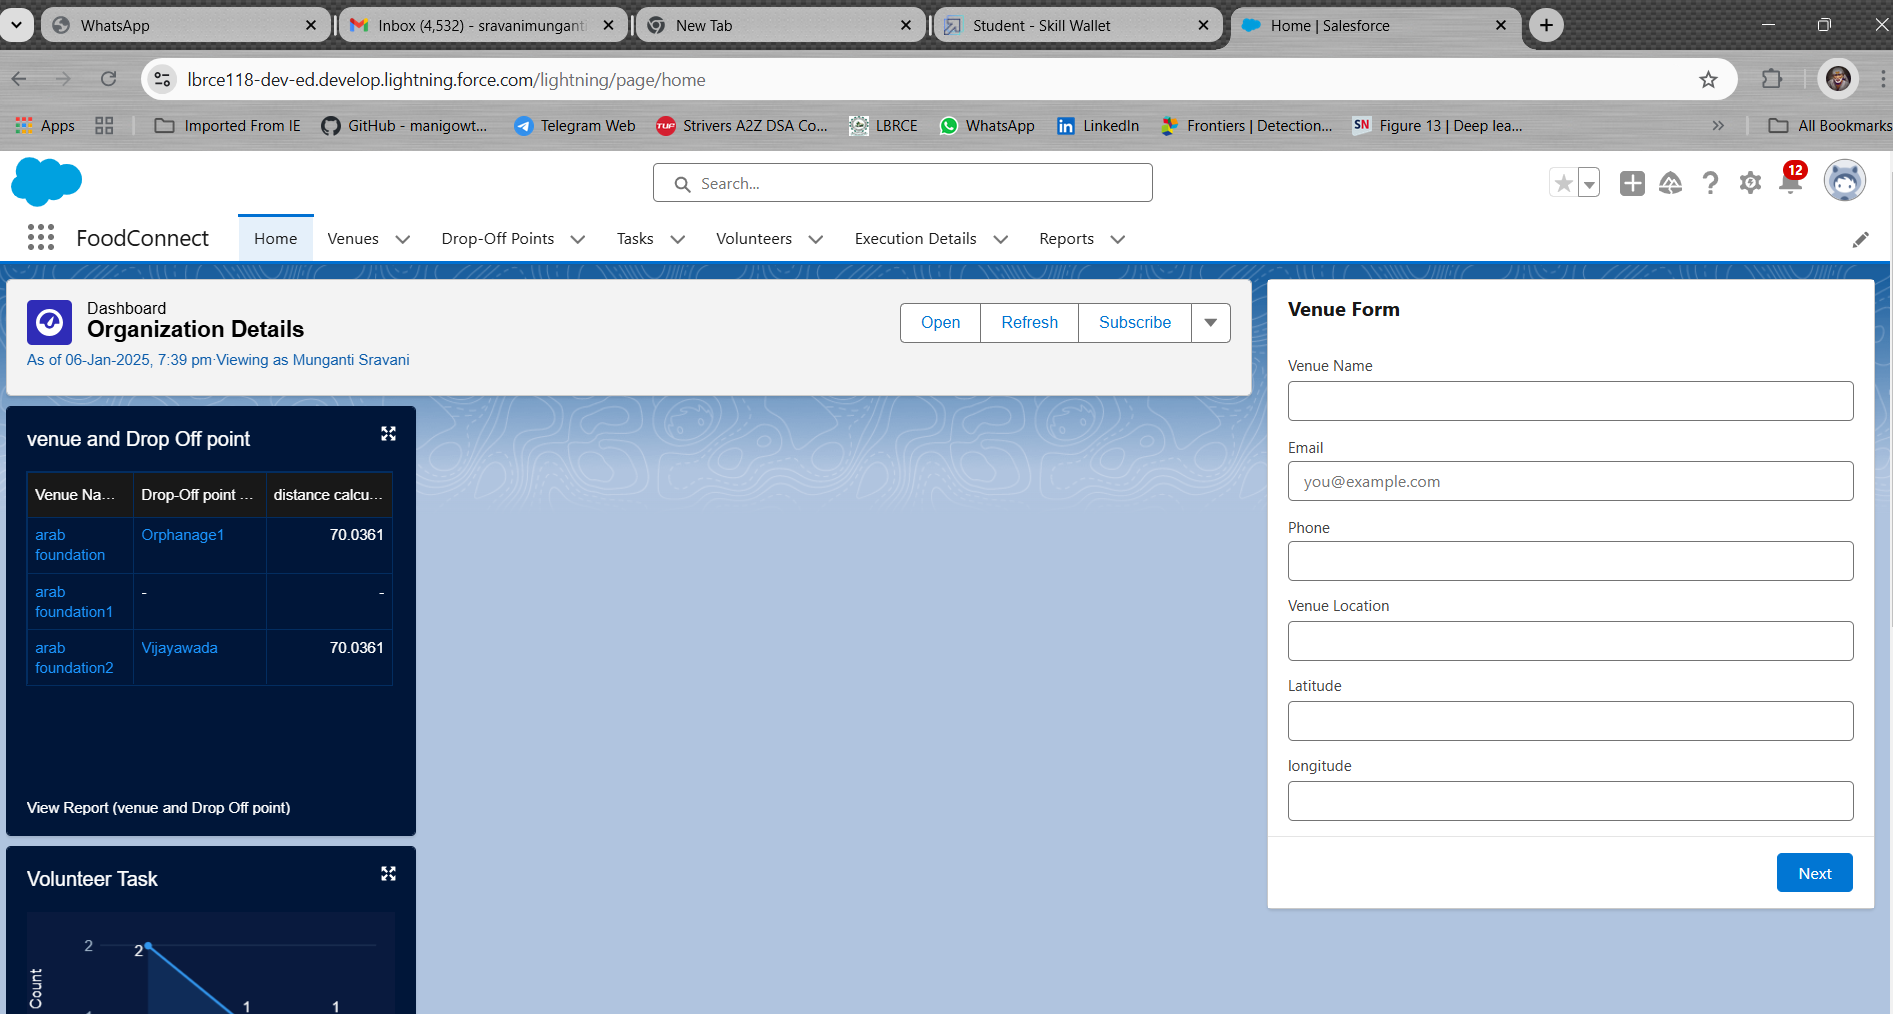 WhatsApp
Inbox (4,532) - sravanimungant
New Tab
Student - Skill Wallet
Home | Salesforce
lbrce118-dev-ed.develop.lightning.force.com/lightning/page/home
Apps
Imported From IE
GitHub - manigowt...
Telegram Web
TUF
Strivers A2Z DSA Co...
LBRCE
WhatsApp
LinkedIn
Frontiers | Detection...
SN
Figure 13 | Deep lea...
All Bookmarks
Search...
12
FoodConnect
Home
Venues
Drop-Off Points
Tasks
Volunteers
Execution Details
Reports
Dashboard
Organization Details
As of 06-Jan-2025, 7:39 pm·Viewing as Munganti Sravani
Open
Refresh
Subscribe
venue and Drop Off point
Venue Na... Drop-Off point ... distance calcu...
arab foundation Orphanage1 70.0361
arab foundation1 - -
arab foundation2 Vijayawada 70.0361
View Report (venue and Drop Off point)
Volunteer Task
2
2
1
1
Count
Venue Form
Venue Name
Email
you@example.com
Phone
Venue Location
Latitude
longitude
Next